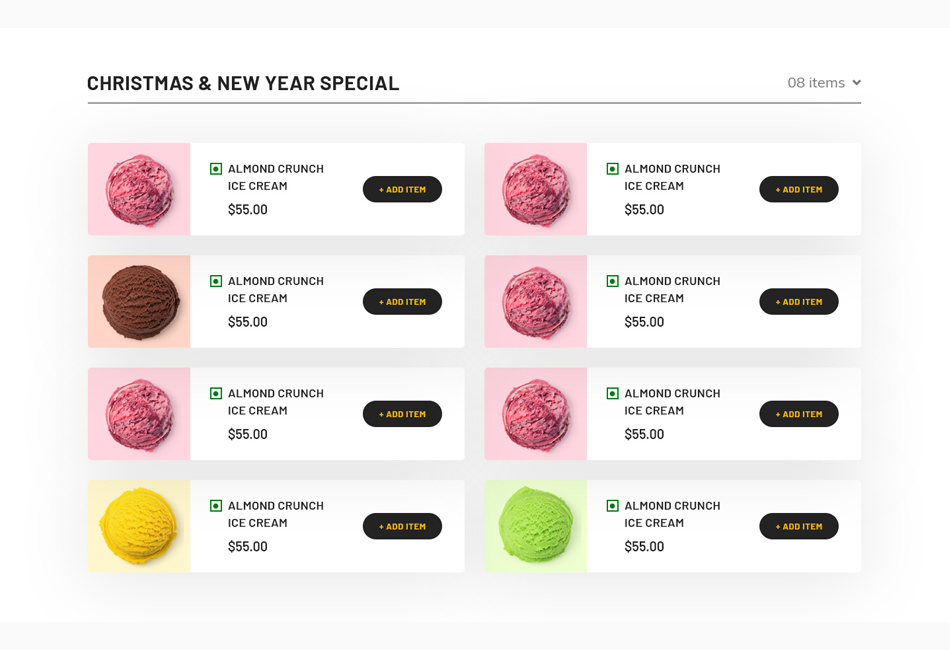 CHRISTMAS & NEW YEAR SPECIAL
08 items
ALMOND CRUNCH
ICE CREAM
$55.00
+ ADD ITEM
ALMOND CRUNCH
ICE CREAM
$55.00
+ ADD ITEM
ALMOND CRUNCH
ICE CREAM
$55.00
+ ADD ITEM
ALMOND CRUNCH
ICE CREAM
$55.00
+ ADD ITEM
ALMOND CRUNCH
ICE CREAM
$55.00
+ ADD ITEM
ALMOND CRUNCH
ICE CREAM
$55.00
+ ADD ITEM
ALMOND CRUNCH
ICE CREAM
$55.00
+ ADD ITEM
ALMOND CRUNCH
ICE CREAM
$55.00
+ ADD ITEM